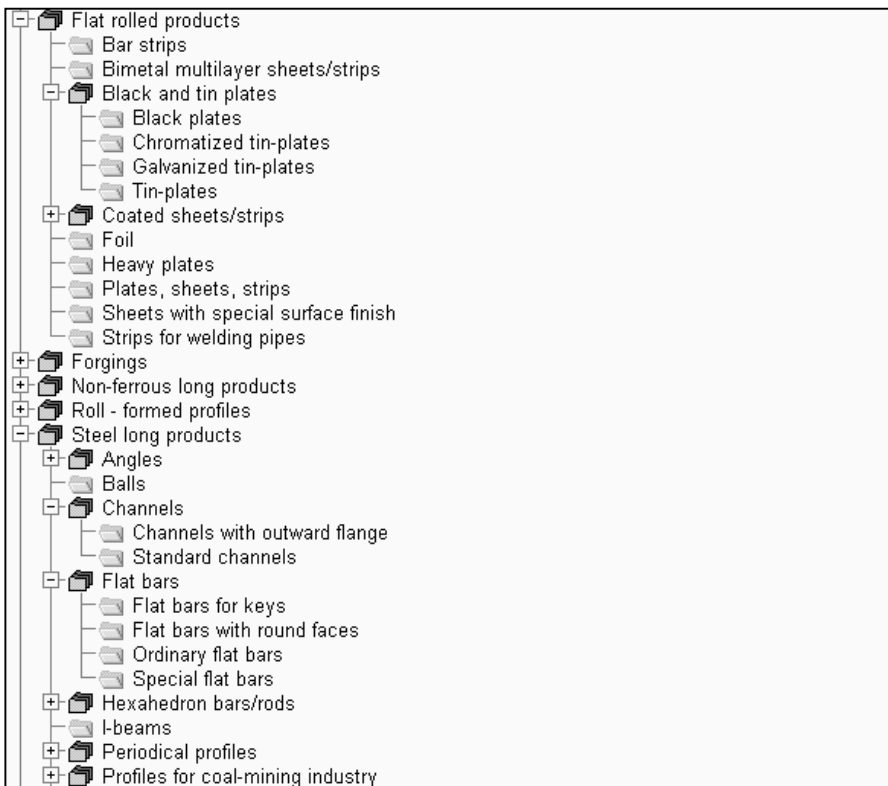 Flat rolled products
Bar strips
Bimetal multilayer sheets/strips
Black and tin plates
Black plates
Chromatized tin-plates
Galvanized tin-plates
Tin-plates
Coated sheets/strips
Foil
Heavy plates
Plates, sheets, strips
Sheets with special surface finish
Strips for welding pipes
Forgings
Non-ferrous long products
Roll - formed profiles
Steel long products
Angles
Balls
Channels
Channels with outward flange
Standard channels
Flat bars
Flat bars for keys
Flat bars with round faces
Ordinary flat bars
Special flat bars
Hexahedron bars/rods
I-beams
Periodical profiles
Profiles for coal-mining industry